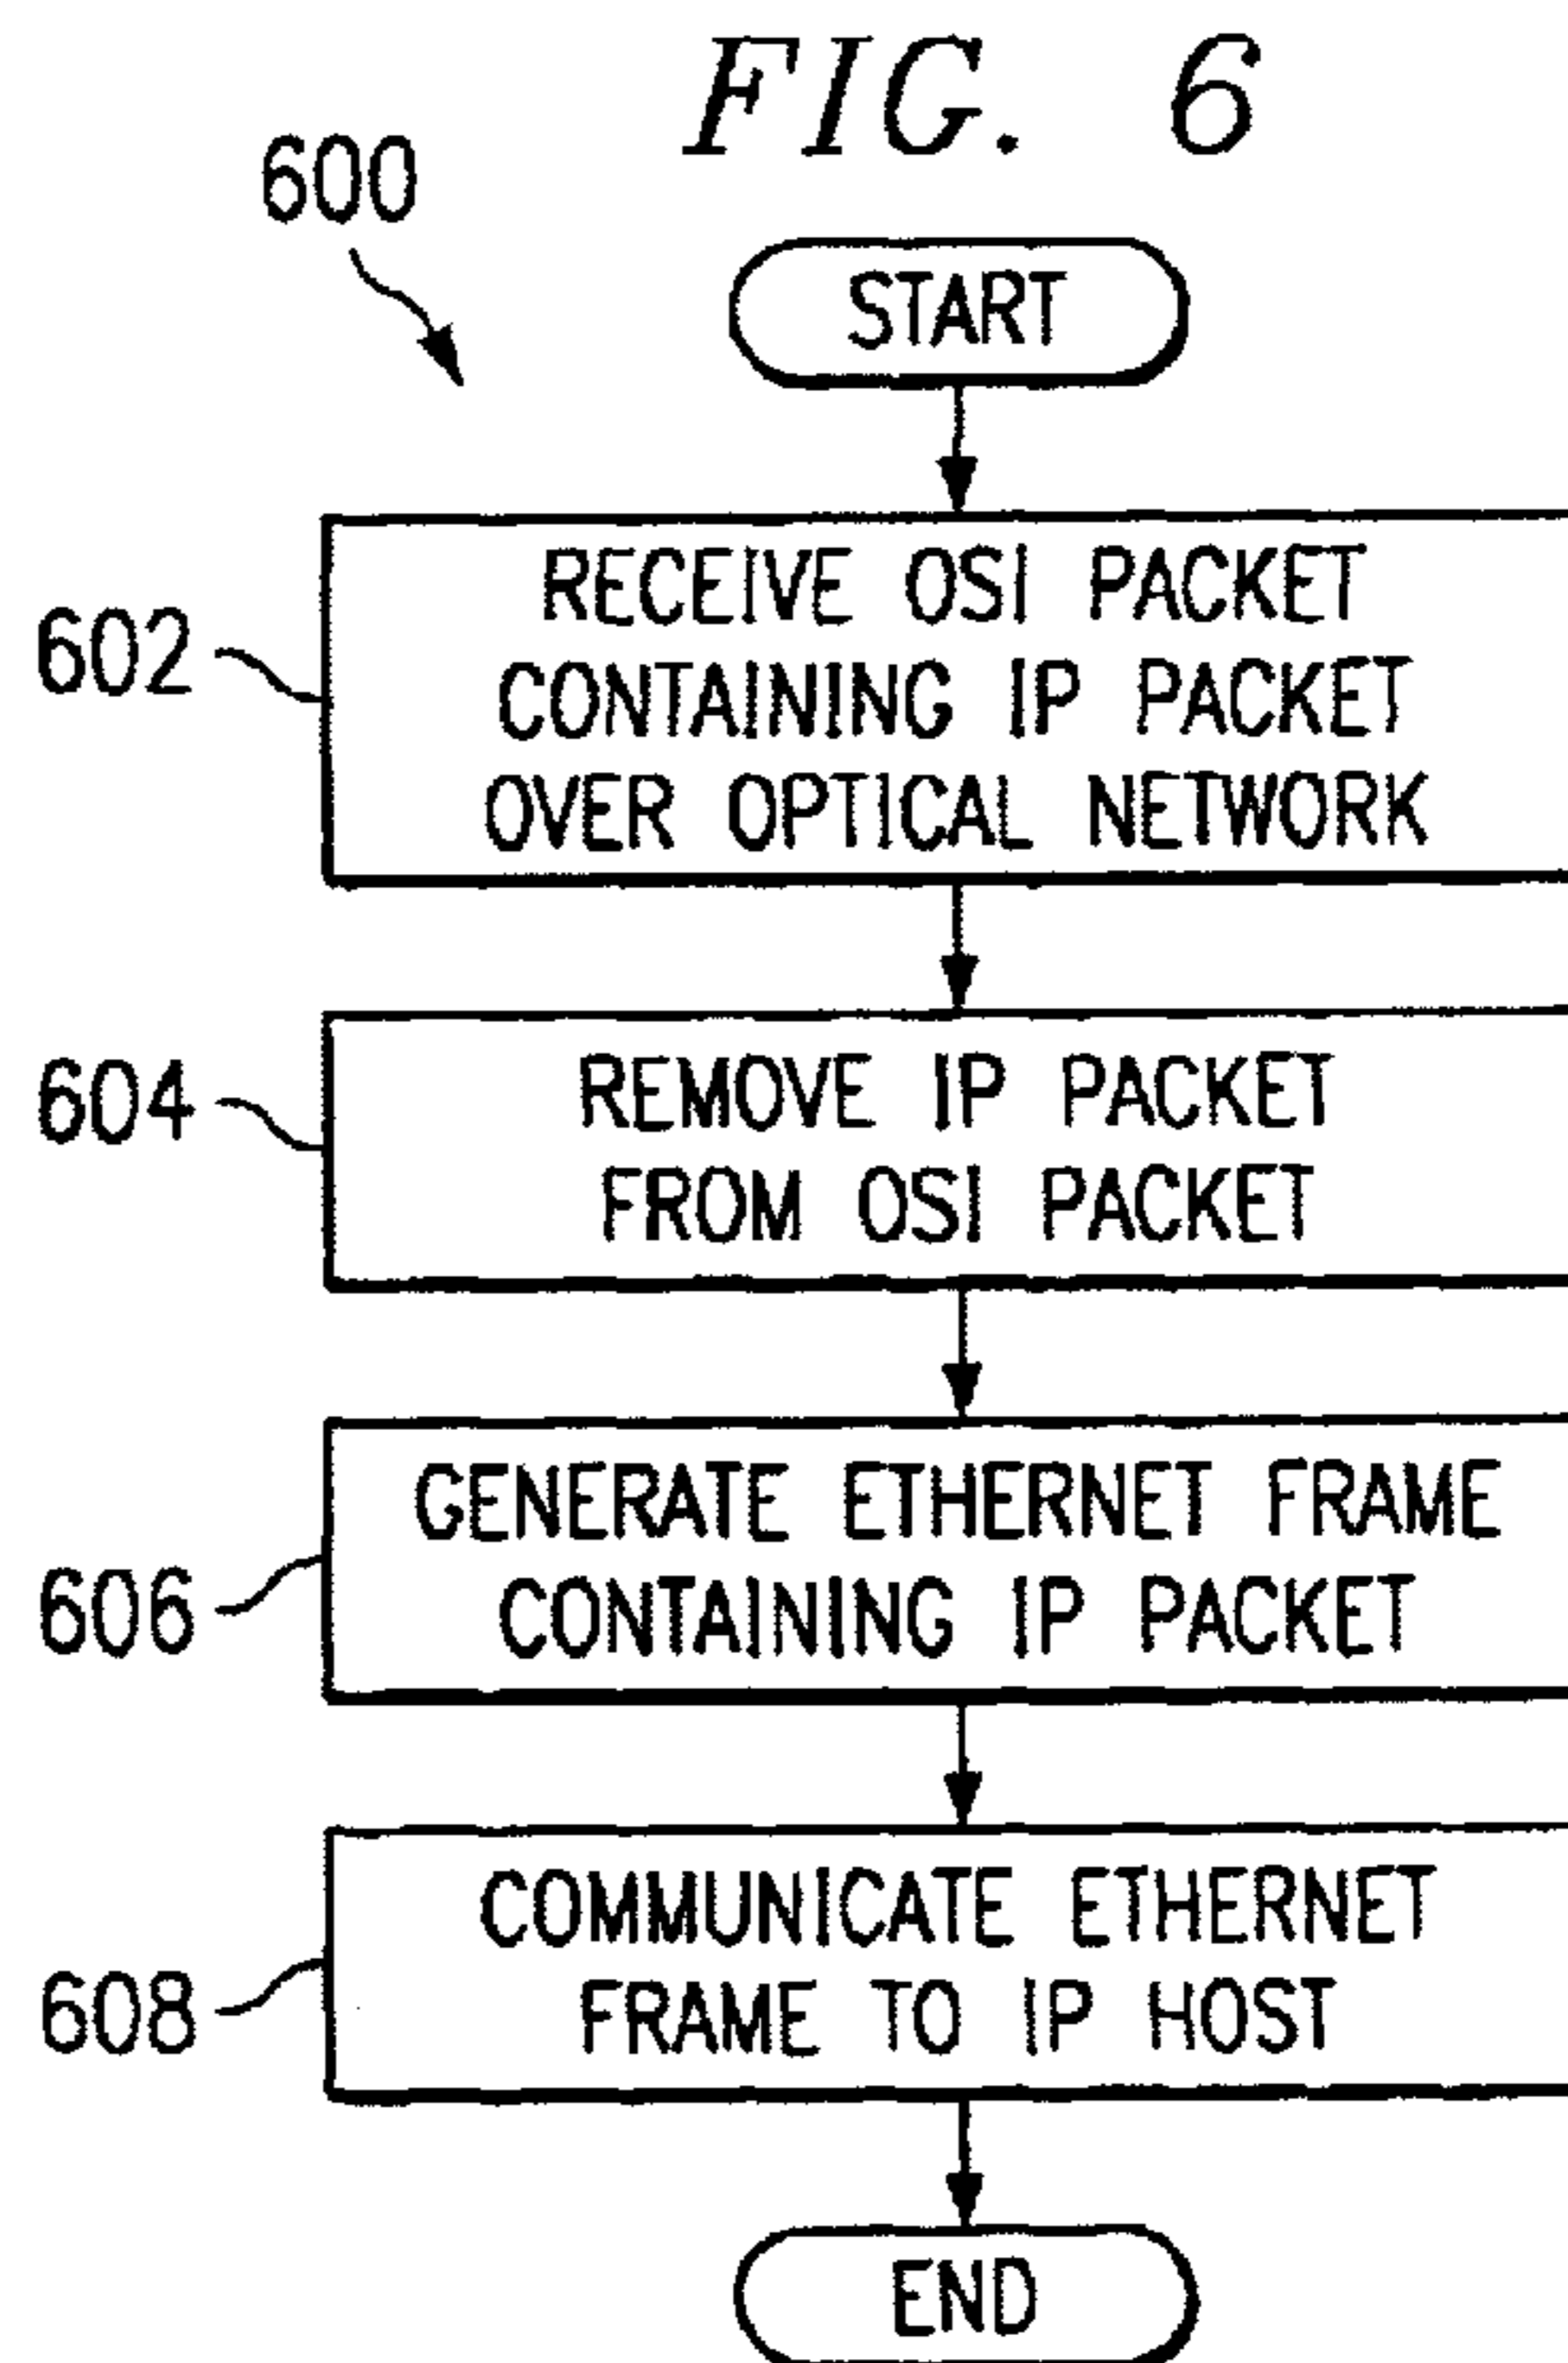 FIG. 6
600
START
602
RECEIVE OSI PACKET
CONTAINING IP PACKET
OVER OPTICAL NETWORK
604
REMOVE IP PACKET
FROM OSI PACKET
606
GENERATE ETHERNET FRAME
CONTAINING IP PACKET
608
COMMUNICATE ETHERNET
FRAME TO IP HOST
END